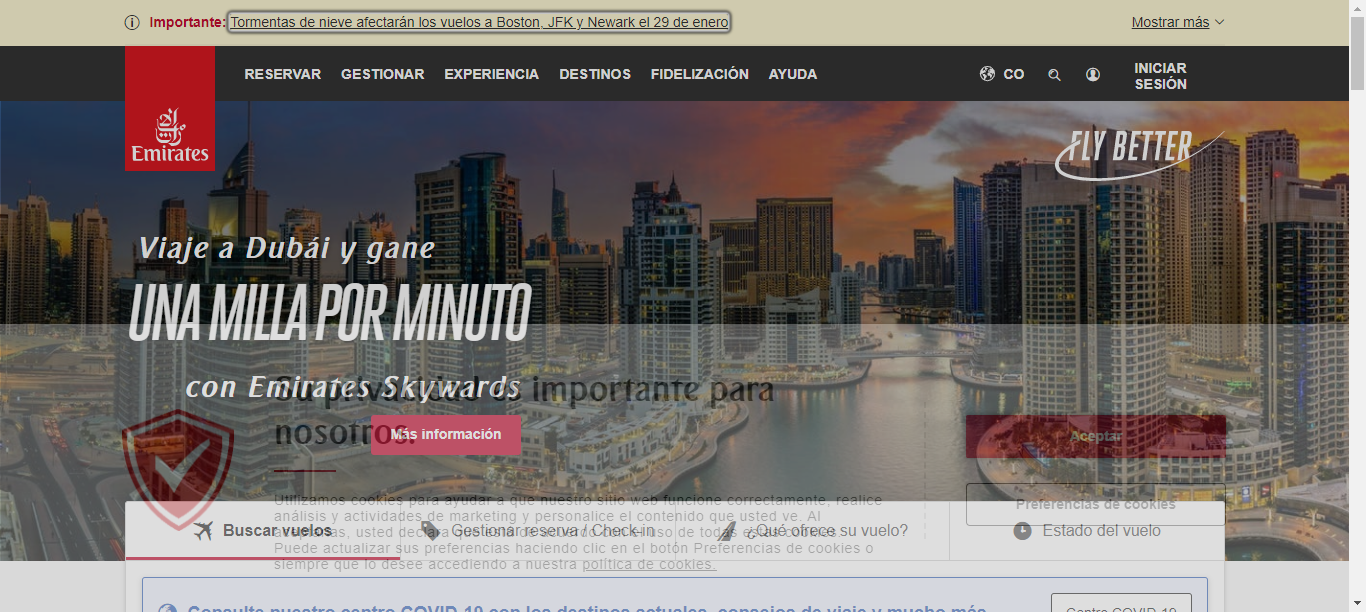 Importante: Tormentas de nieve afectarán los vuelos a Boston, JFK y Newark el 29 de enero
Mostrar más
Emirates
RESERVAR GESTIONAR EXPERIENCIA DESTINOS FIDELIZACIÓN AYUDA
CO
INICIAR
SESIÓN
FLY BETTER
Viaje a Dubái y gane
UNA MILLA POR MINUTO
con Emirates Skywards
Su privacidad es importante para
nosotros.
Más información
Aceptar
Preferencias de cookies
Utilizamos cookies para ayudar a que nuestro sitio web funcione correctamente, realice
análisis y actividades de marketing y personalice el contenido que usted ve. Al
aceptarlas, usted declara que está de acuerdo con el uso de todas estas cookies.
Puede actualizar sus preferencias haciendo clic en el botón Preferencias de cookies o
siempre que lo desee accediendo a nuestra política de cookies.
Buscar vuelos
Gestionar reserva / Check-in
¿Qué ofrece su vuelo?
Estado del vuelo
Consulte nuestro centro COVID-19 con los destinos actuales, consejos de viaje y mucho más
Centro COVID-19